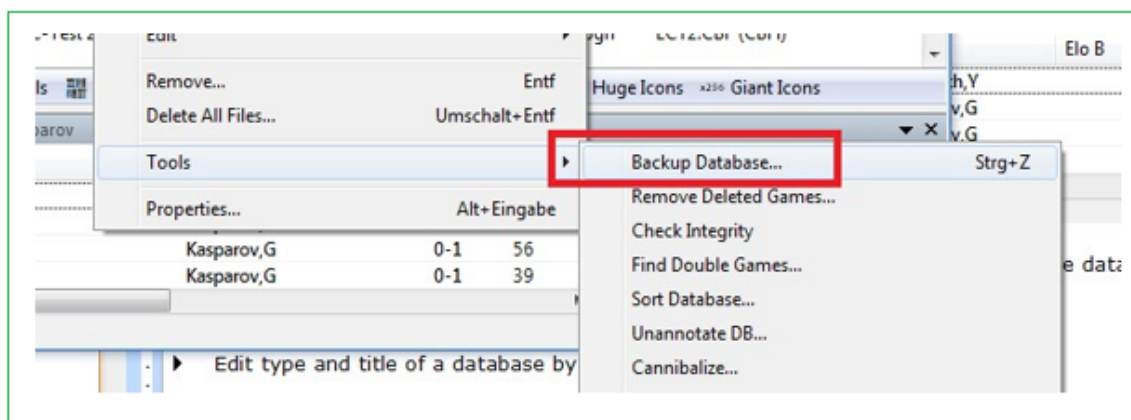 Edit
Elo B
Remove... Entf
Huge Icons x256 Giant Icons
h,Y
Delete All Files... Umschalt+Entf
v,G
parov
v,G
Tools
Backup Database... Strg+Z
Remove Deleted Games...
Properties... Alt+Eingabe
Check Integrity
Kasparov,G 0-1 56
Find Double Games...
e data
Kasparov,G 0-1 39
Sort Database...
Unannotate DB...
Edit type and title of a database by
Cannibalize...